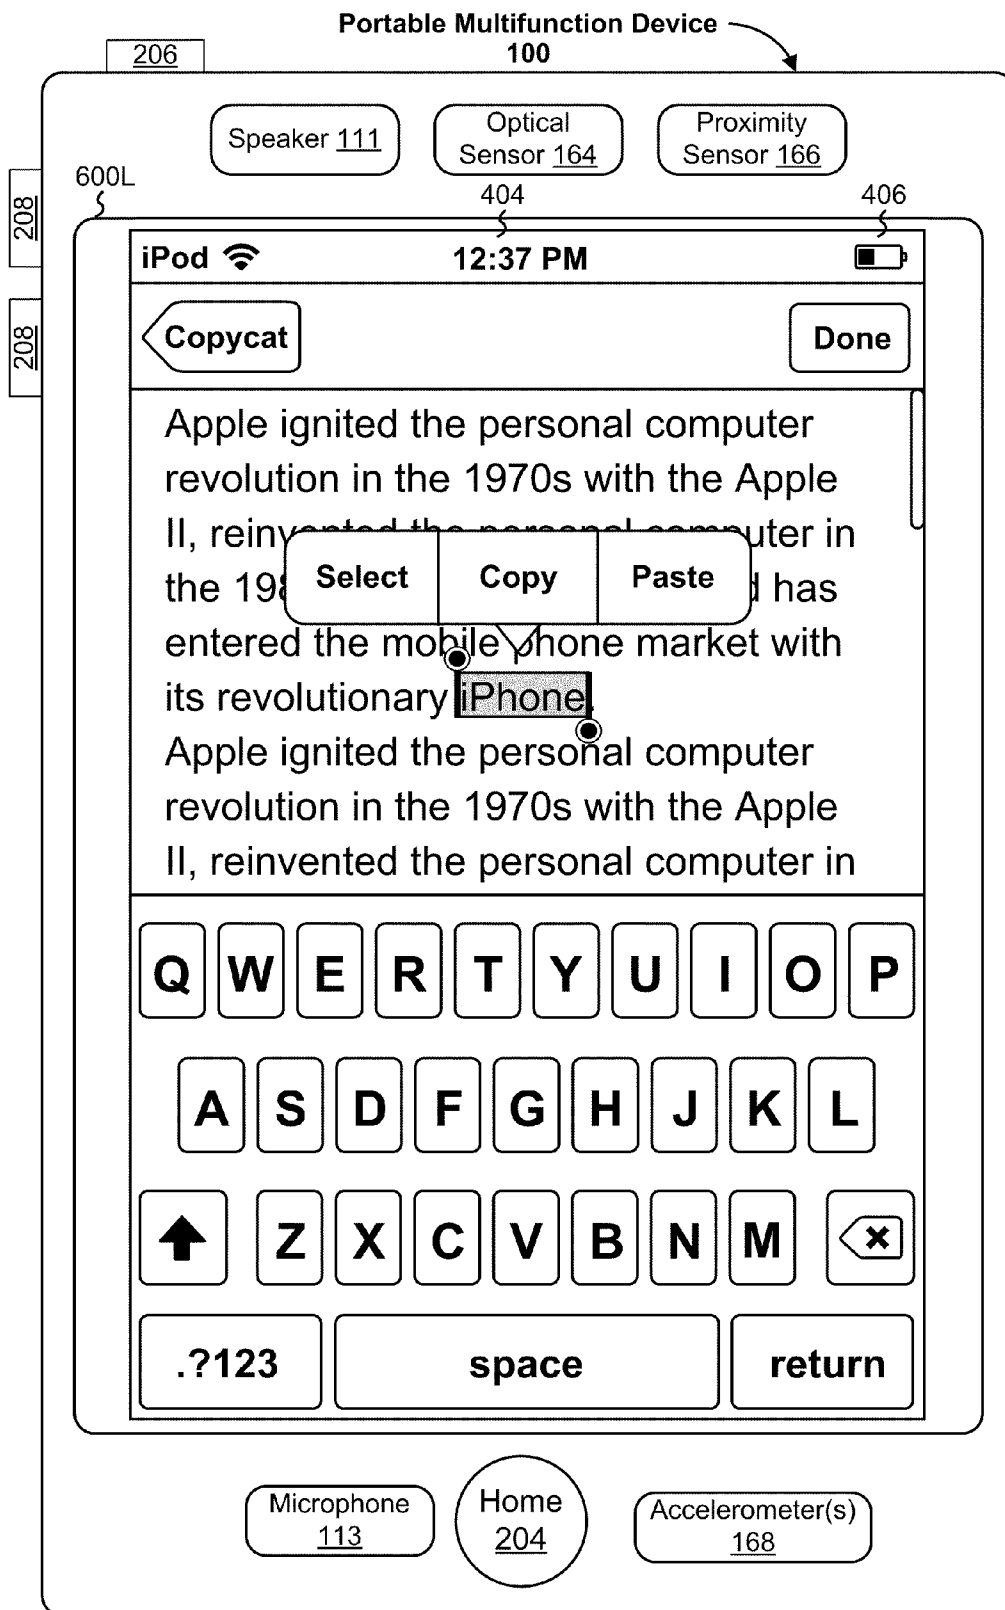 Portable Multifunction Device
100
206
Speaker 111
Optical
Sensor 164
Proximity
Sensor 166
208
208
600L
404
406
iPod
12:37 PM
Copycat
Done
Apple ignited the personal computer
revolution in the 1970s with the Apple
II, reinvented the personal computer in
the has
Select Copy Paste
entered the mobile phone market with
its revolutionary iPhone.
Apple ignited the personal computer
revolution in the 1970s with the Apple
II, reinvented the personal computer in
Q W E R T Y U I O P
A S D F G H J K L
Z X C V B N M
.?123 space return
Microphone
113
Home
204
Accelerometer(s)
168